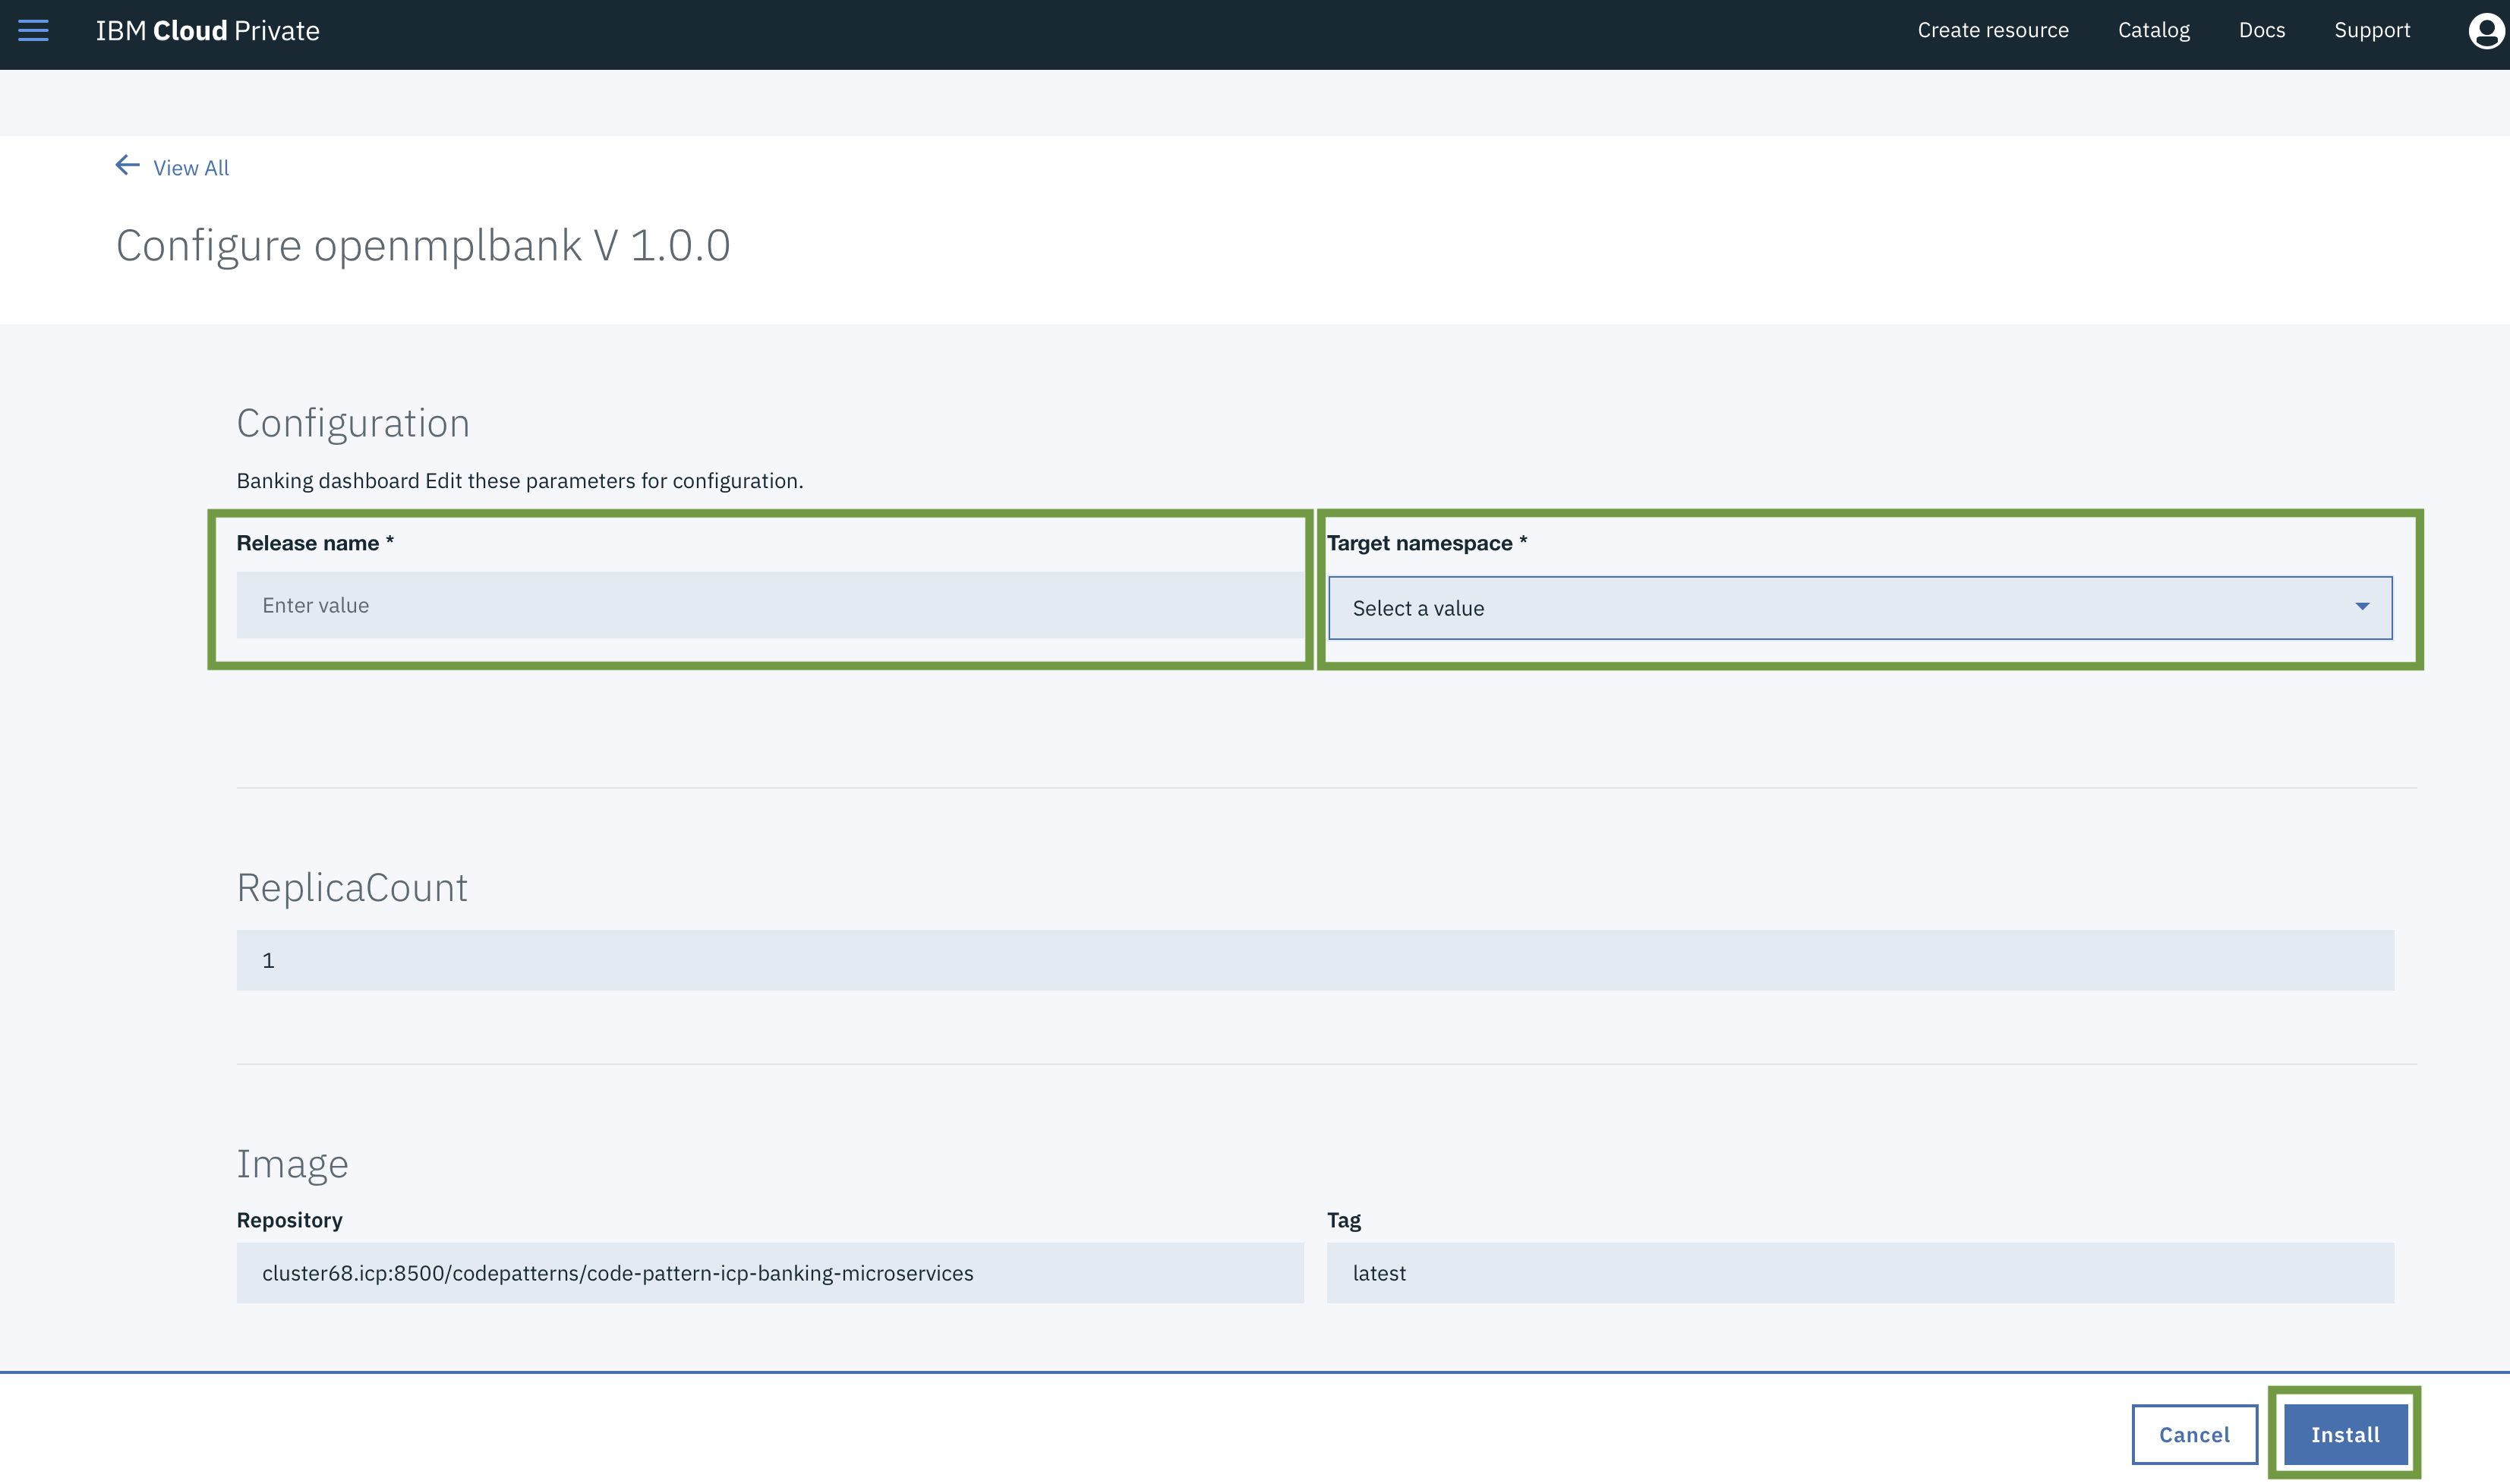 IBM Cloud Private
Create resource Catalog Docs Support
View All
Configure openmplbank V 1.0.0
Configuration
Banking dashboard Edit these parameters for configuration.
Release name * Target namespace *
Enter value Select a value
ReplicaCount
1
Image
Repository Tag
cluster68.icp:8500/codepatterns/code-pattern-icp-banking-microservices latest
Cancel Install